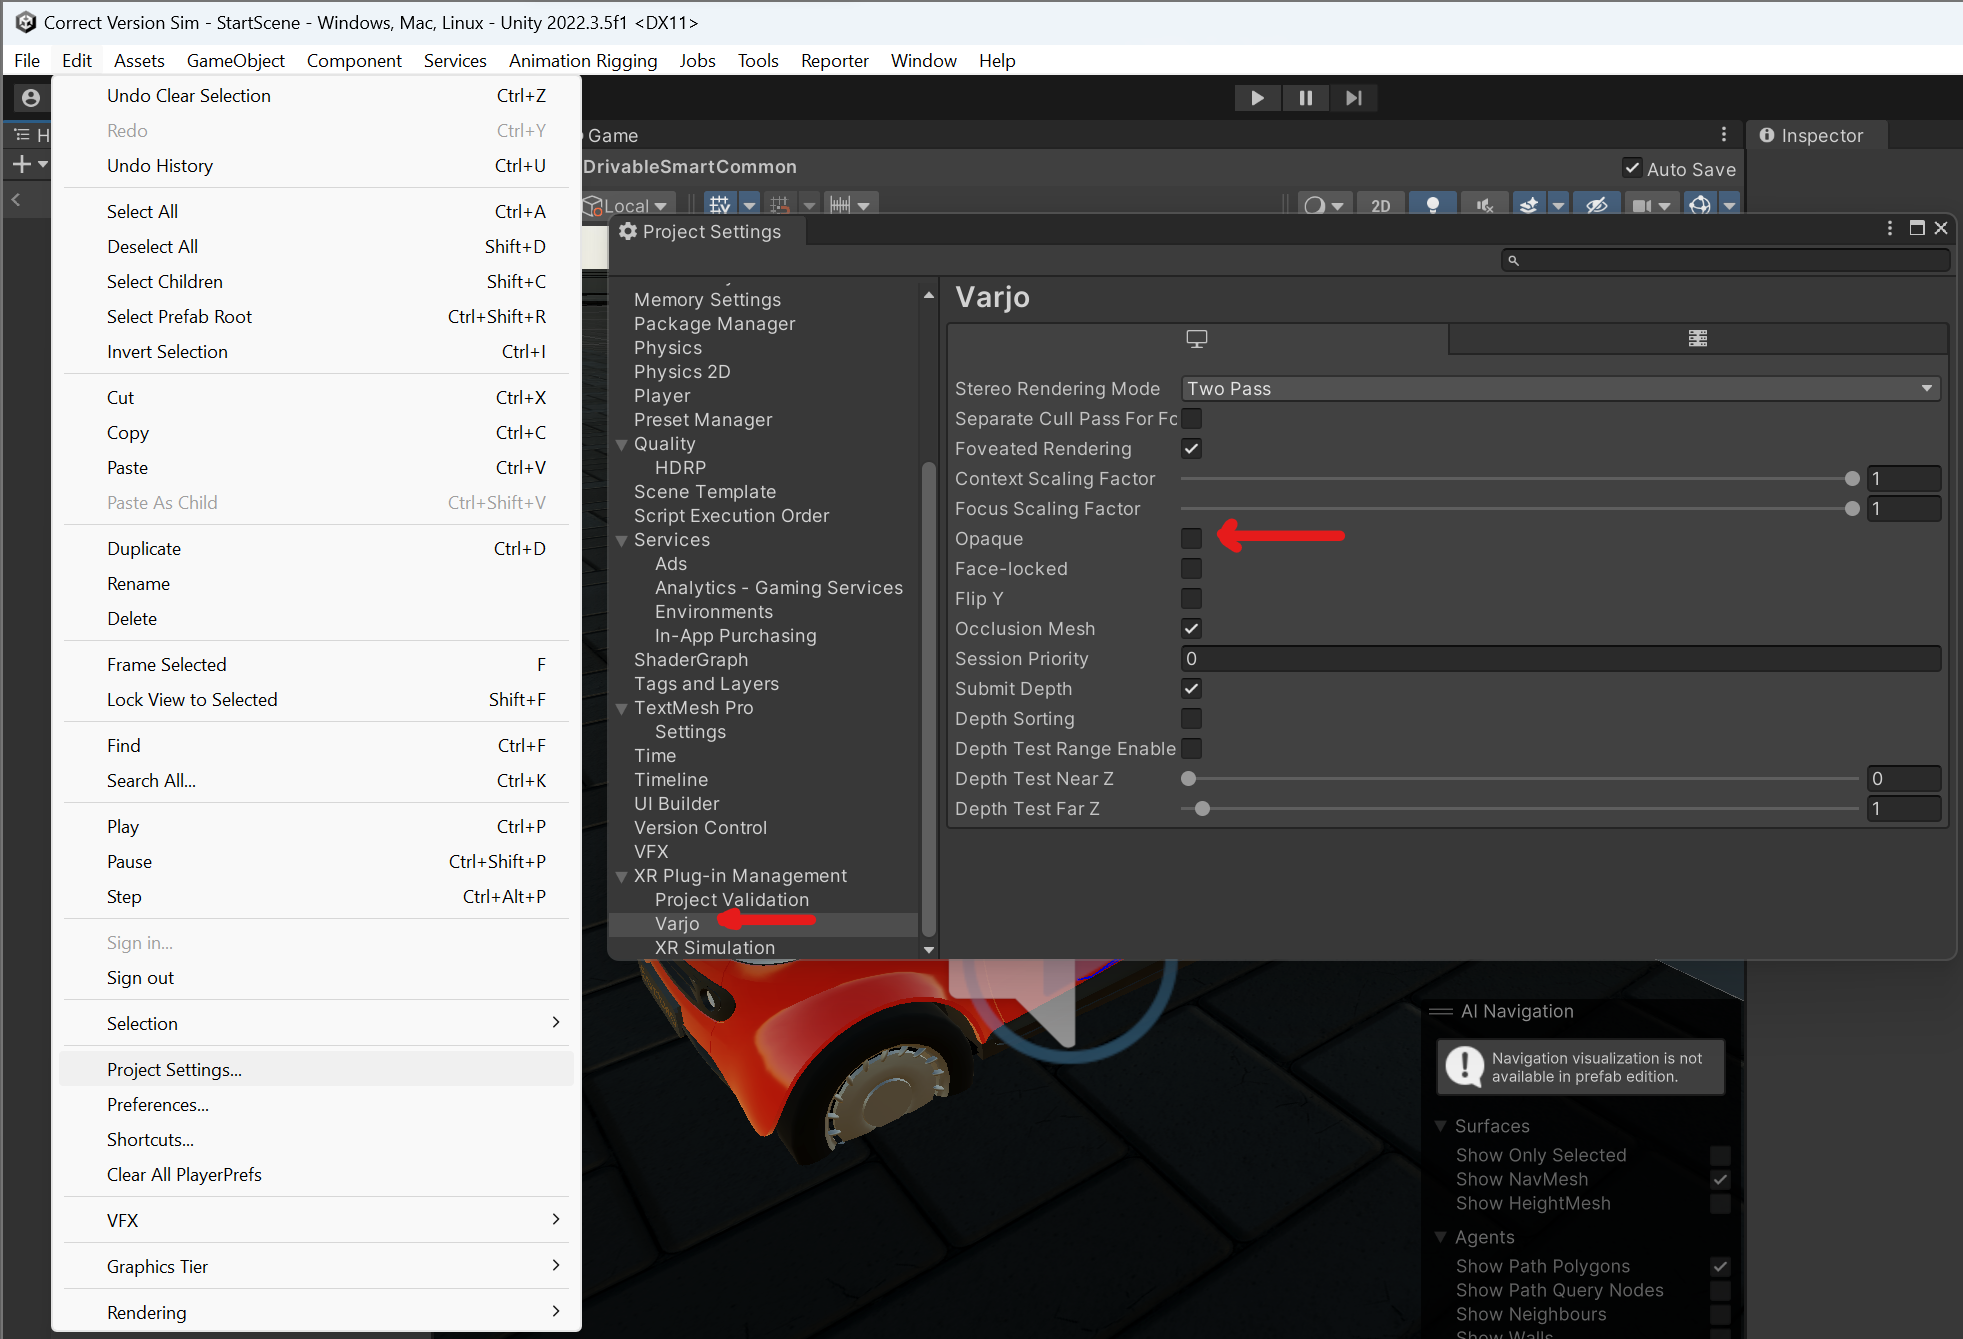 Correct Version Sim - StartScene - Windows, Mac, Linux - Unity 2022.3.5f1 <DX11>
File Edit Assets GameObject Component Services Animation Rigging Jobs Tools Reporter Window Help
Undo Clear Selection Ctrl+Z
Redo Ctrl+Y
Undo History Ctrl+U
Select All Ctrl+A
Deselect All Shift+D
Select Children Shift+C
Select Prefab Root Ctrl+Shift+R
Invert Selection Ctrl+I
Cut Ctrl+X
Copy Ctrl+C
Paste Ctrl+V
Paste As Child Ctrl+Shift+V
Duplicate Ctrl+D
Rename
Delete
Frame Selected F
Lock View to Selected Shift+F
Find Ctrl+F
Search All... Ctrl+K
Play Ctrl+P
Pause Ctrl+Shift+P
Step Ctrl+Alt+P
Sign in...
Sign out
Selection
Project Settings...
Preferences...
Shortcuts...
Clear All PlayerPrefs
VFX
Graphics Tier
Rendering
H
Game
DrivableSmartCommon
Auto Save
Local
2D
Inspector
Project Settings
Memory Settings
Package Manager
Physics
Physics 2D
Player
Preset Manager
Quality
HDRP
Scene Template
Script Execution Order
Services
Ads
Analytics - Gaming Services
Environments
In-App Purchasing
ShaderGraph
Tags and Layers
TextMesh Pro
Settings
Time
Timeline
UI Builder
Version Control
VFX
XR Plug-in Management
Project Validation
Varjo
XR Simulation
Varjo
Stereo Rendering Mode Two Pass
Separate Cull Pass For Fo
Foveated Rendering
Context Scaling Factor 1
Focus Scaling Factor 1
Opaque
Face-locked
Flip Y
Occlusion Mesh
Session Priority 0
Submit Depth
Depth Sorting
Depth Test Range Enable
Depth Test Near Z 0
Depth Test Far Z 1
AI Navigation
Navigation visualization is not
available in prefab edition.
Surfaces
Show Only Selected
Show NavMesh
Show HeightMesh
Agents
Show Path Polygons
Show Path Query Nodes
Show Neighbours
Show Walls